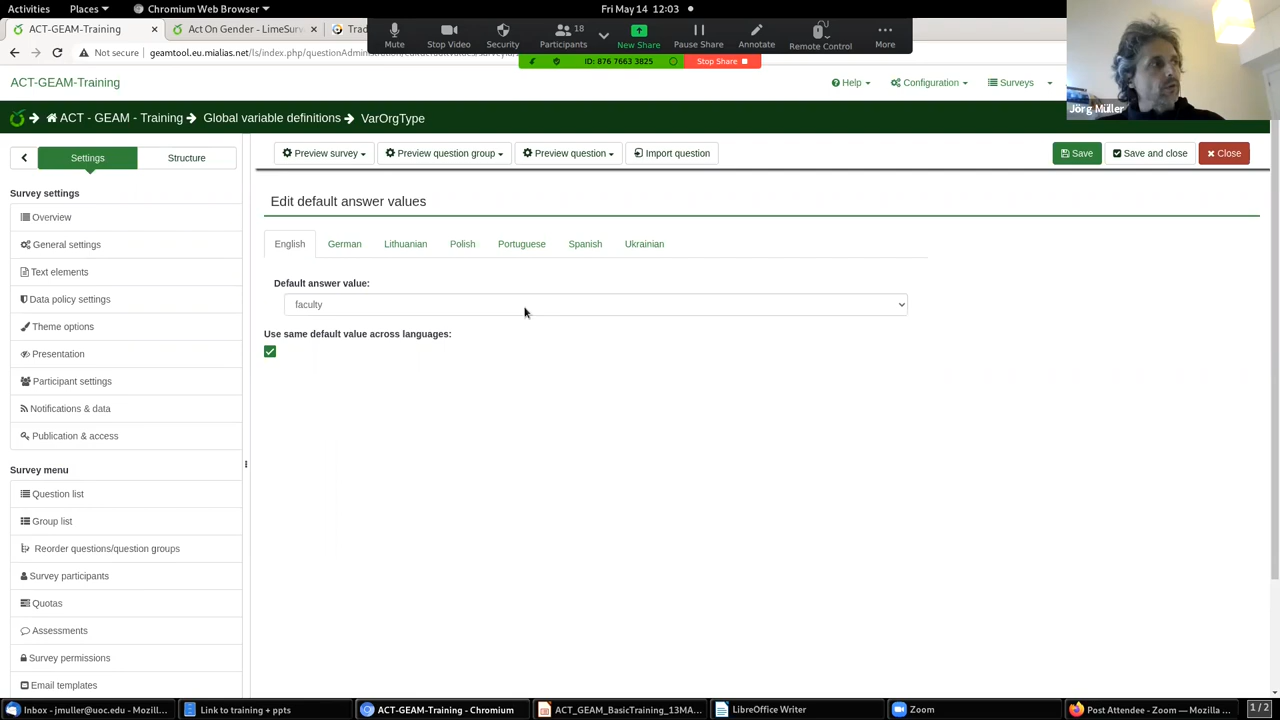 Activities
Places
Chromium Web Browser
Fri May 14 12:03
ACT-GEAM-Training
Act On Gender - LimeSurv
Trad
Not secure
geamtool.eu.mialias.net/ls/index.php/questionAdminis
Mute
Stop Video
Security
18
Participants
New Share
Pause Share
Annotate
Remote Control
More
ID: 876 7663 3825
Stop Share
Jörg Müller
ACT-GEAM-Training
Help
Configuration
Surveys
ACT - GEAM - Training
Global variable definitions
VarOrgType
Settings
Structure
Preview survey
Preview question group
Preview question
Import question
Save
Save and close
Close
Survey settings
Overview
General settings
Text elements
Data policy settings
Theme options
Presentation
Participant settings
Notifications & data
Publication & access
Survey menu
Question list
Group list
Reorder questions/question groups
Survey participants
Quotas
Assessments
Survey permissions
Email templates
Edit default answer values
English
German
Lithuanian
Polish
Portuguese
Spanish
Ukrainian
Default answer value:
faculty
Use same default value across languages:
Inbox - jmuller@uoc.edu - Mozill...
Link to training + ppts
ACT-GEAM-Training - Chromium
ACT_GEAM_BasicTraining_13MA...
LibreOffice Writer
Zoom
Post Attendee - Zoom — Mozilla ...
1 / 2